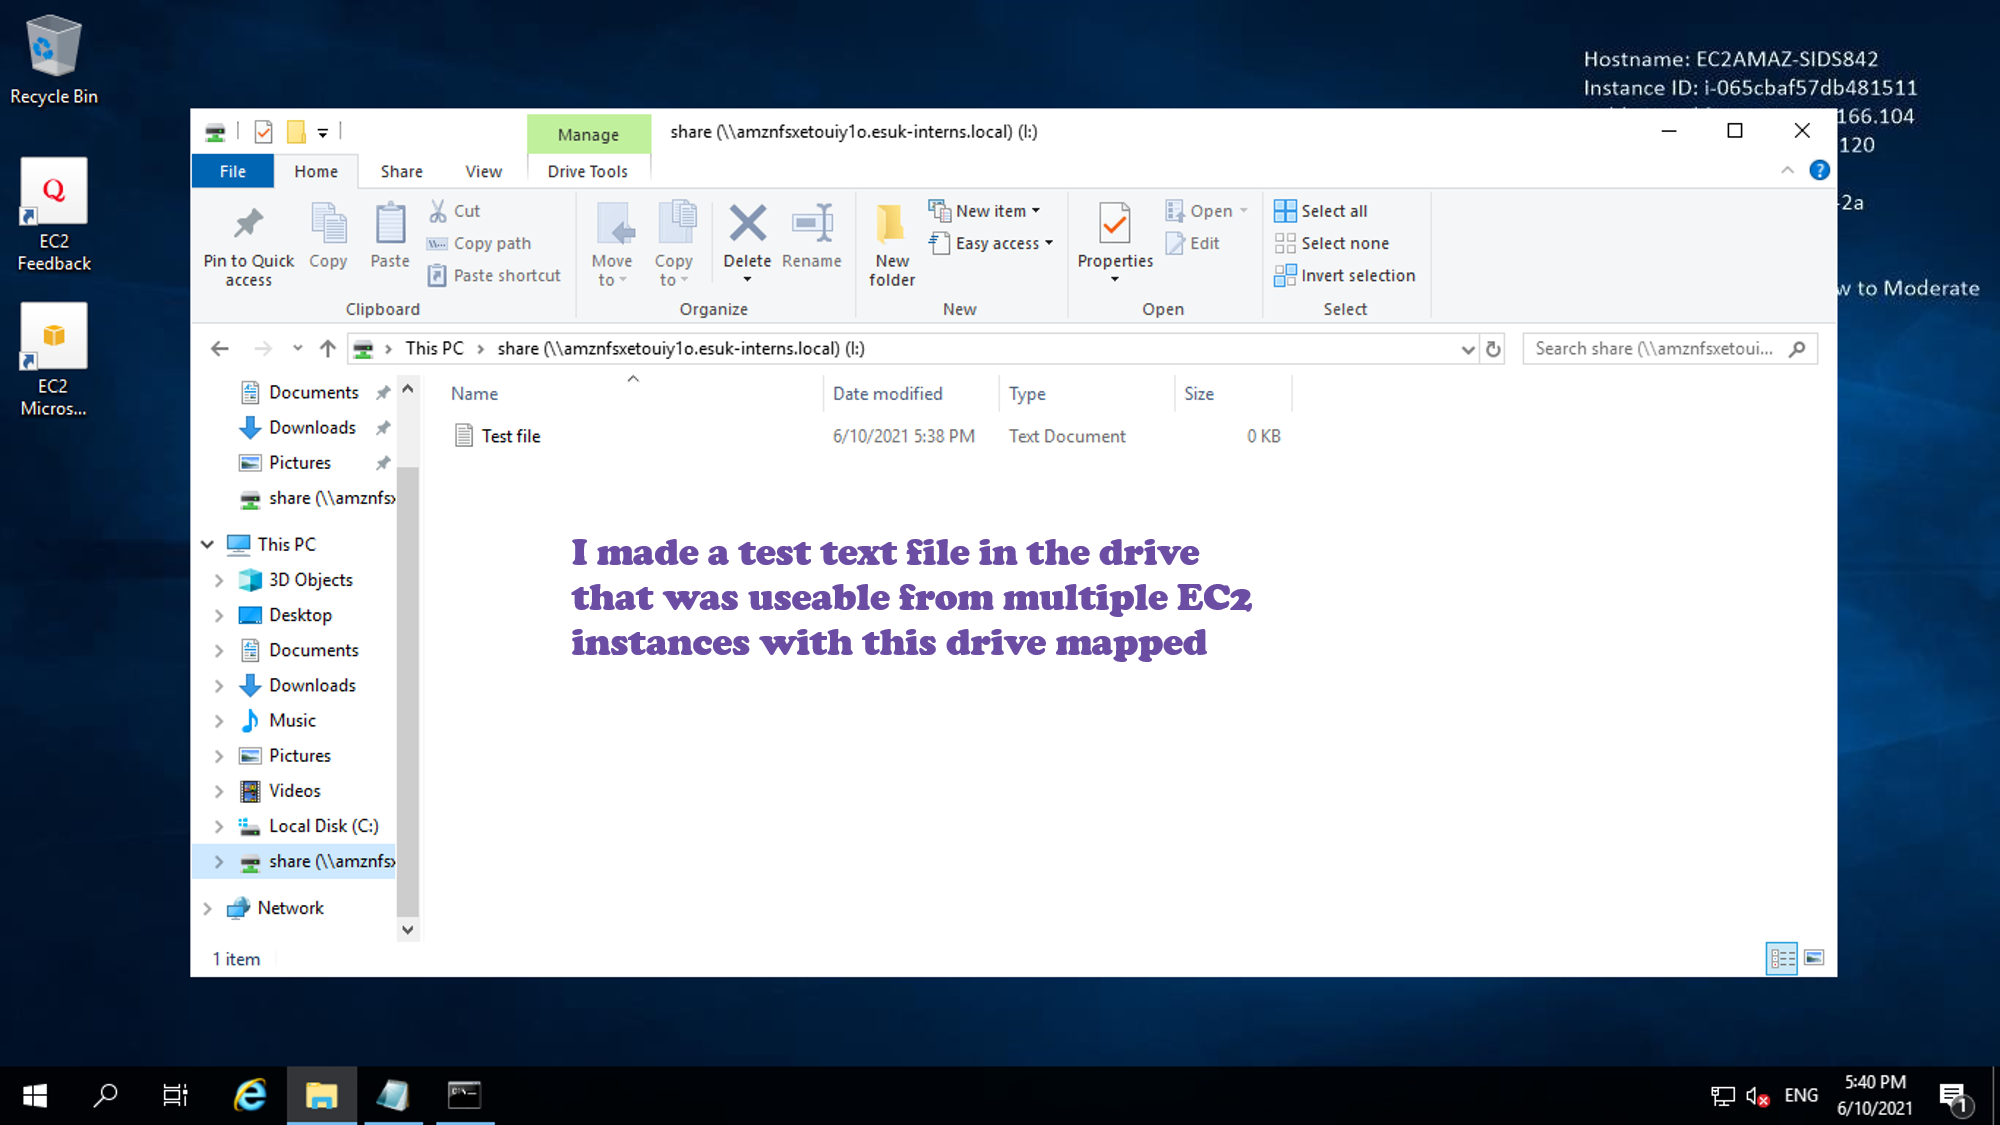 Recycle Bin
EC2
Feedback
EC2
Micros...
Hostname: EC2AMAZ-SIDS842
Instance ID: i-065cbaf57db481511
166.104
120
-2a
w to Moderate
Manage
share (\\amznfsxetouiy1o.esuk-interns.local) (I:)
File
Home
Share
View
Drive Tools
Pin to Quick
access
Copy
Paste
Cut
Copy path
Paste shortcut
Clipboard
Move
to
Copy
to
Delete
Rename
Organize
New
folder
New item
Easy access
New
Properties
Open
Edit
Open
Select all
Select none
Invert selection
Select
This PC > share (\\amznfsxetouiy1o.esuk-interns.local) (I:)
Search share (\\amznfsxetoui...
Documents
Downloads
Pictures
share (\\amznfsx
This PC
3D Objects
Desktop
Documents
Downloads
Music
Pictures
Videos
Local Disk (C:)
share (\\amznfsx
Network
Name
Date modified
Type
Size
Test file
6/10/2021 5:38 PM
Text Document
0 KB
I made a test text file in the drive
that was useable from multiple EC2
instances with this drive mapped
1 item
ENG
5:40 PM
6/10/2021
1